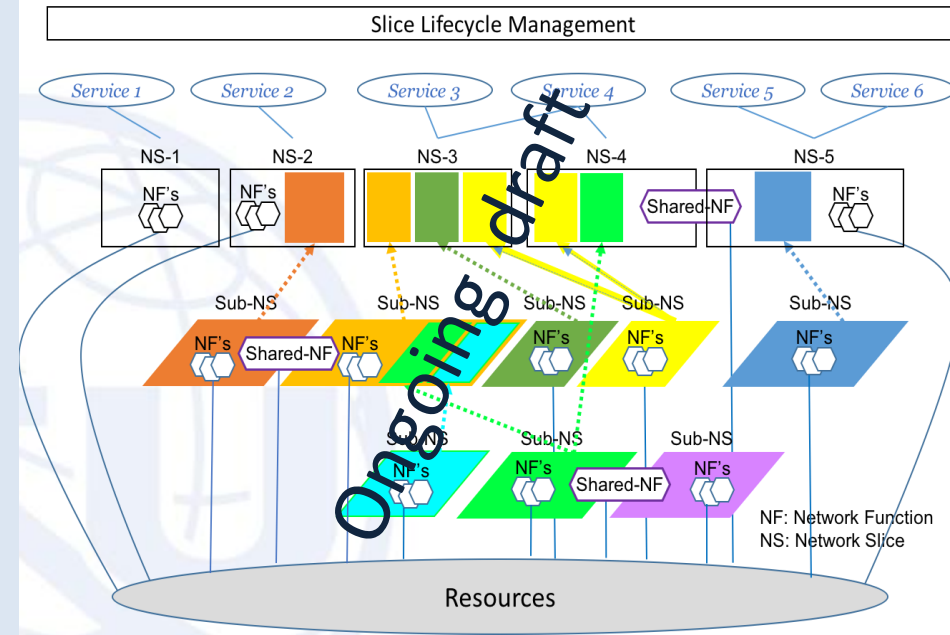 Slice Lifecycle Management
Service 1 Service 2 Service 3 Service 4 Service 5 Service 6
NS-1 NS-2 NS-3 NS-4 NS-5
NF's NF's Shared-NF NF's
Sub-NS Sub-NS Sub-NS Sub-NS Sub-NS
NF's Shared-NF NF's NF's NF's NF's
Sub-NS Sub-NS Sub-NS
NF's NF's Shared-NF NF's
NF: Network Function
NS: Network Slice
Resources
Ongoing draft